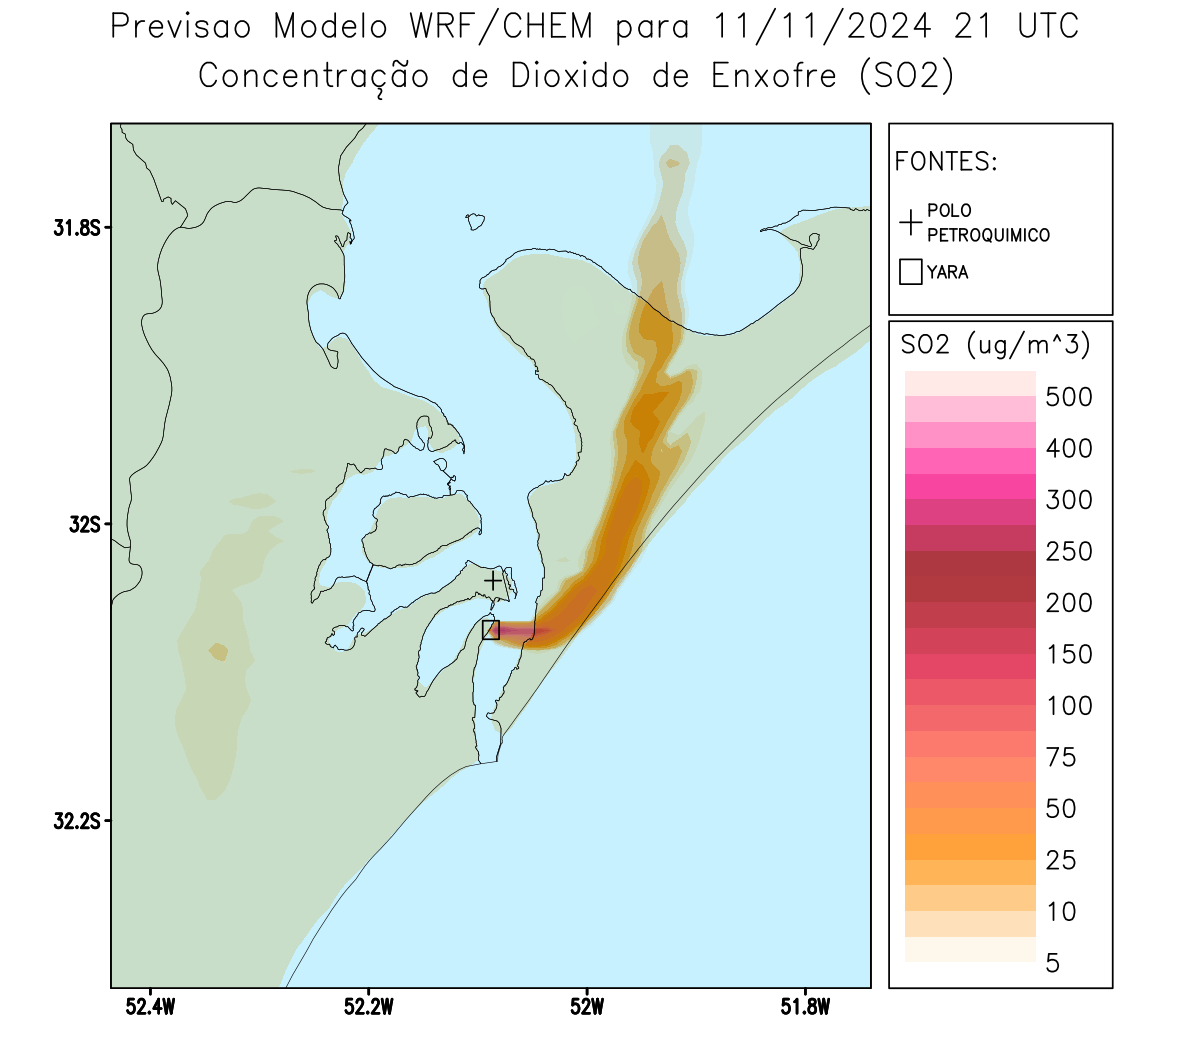 Previsao Modelo WRF/CHEM para 11/11/2024 21 UTC
Concentração de Dioxido de Enxofre (SO2)
FONTES:
POLO
PETROQUIMICO
YARA
SO2 (ug/m^3)
500
400
300
250
200
150
100
75
50
25
10
5
31.8S
32S
32.2S
52.4W
52.2W
52W
51.8W